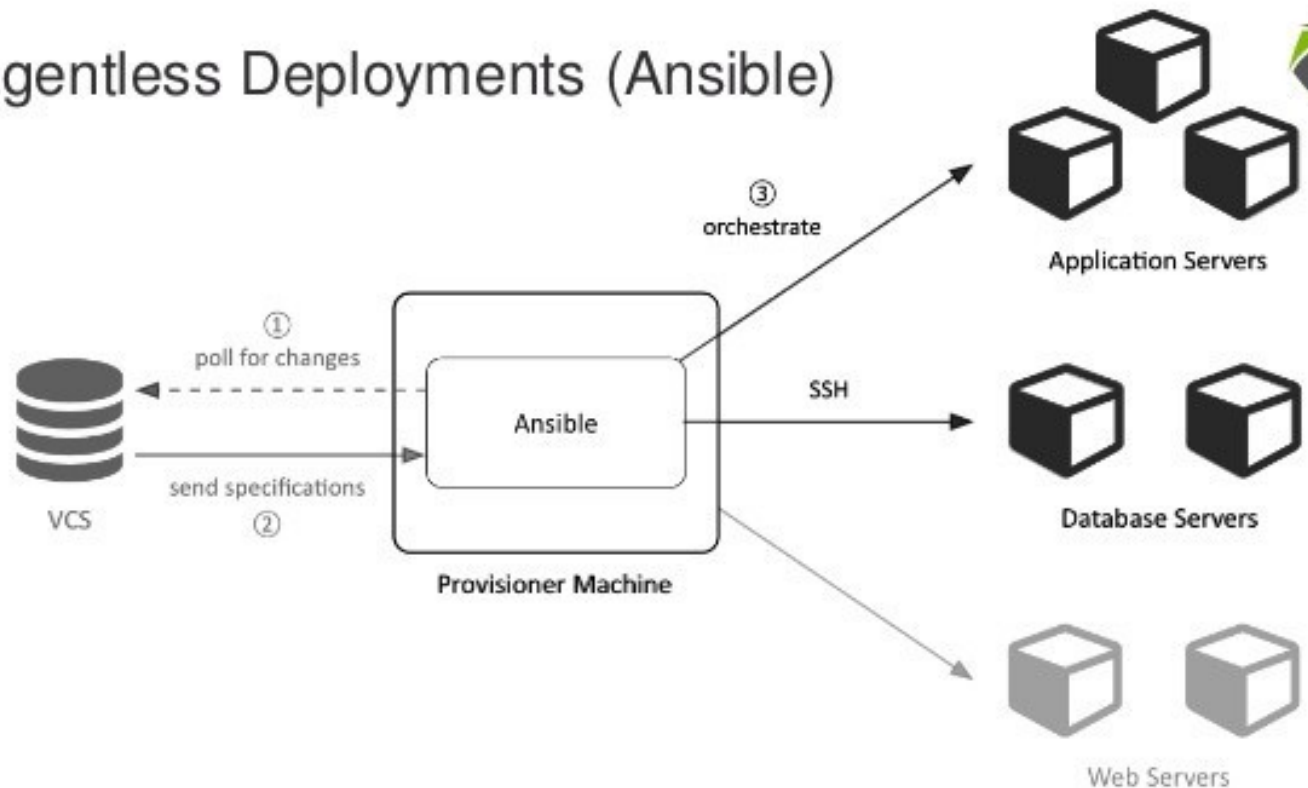 gentless Deployments (Ansible)
③
orchestrate
Application Servers
①
poll for changes
SSH
Ansible
send specifications
②
VCS
Database Servers
Provisioner Machine
Web Servers